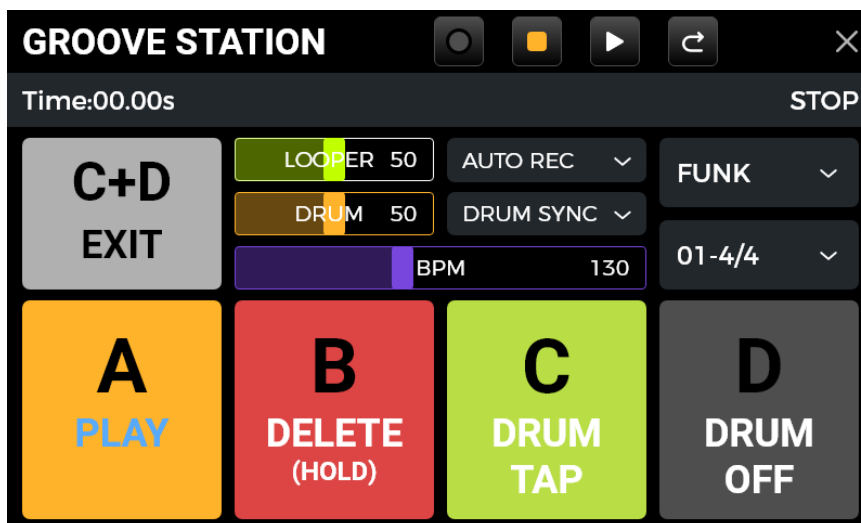 GROOVE STATION
Time:00.00s
STOP
C+D
EXIT
LOOPER 50
AUTO REC
FUNK
DRUM 50
DRUM SYNC
01-4/4
BPM 130
A
PLAY
B
DELETE
(HOLD)
C
DRUM
TAP
D
DRUM
OFF